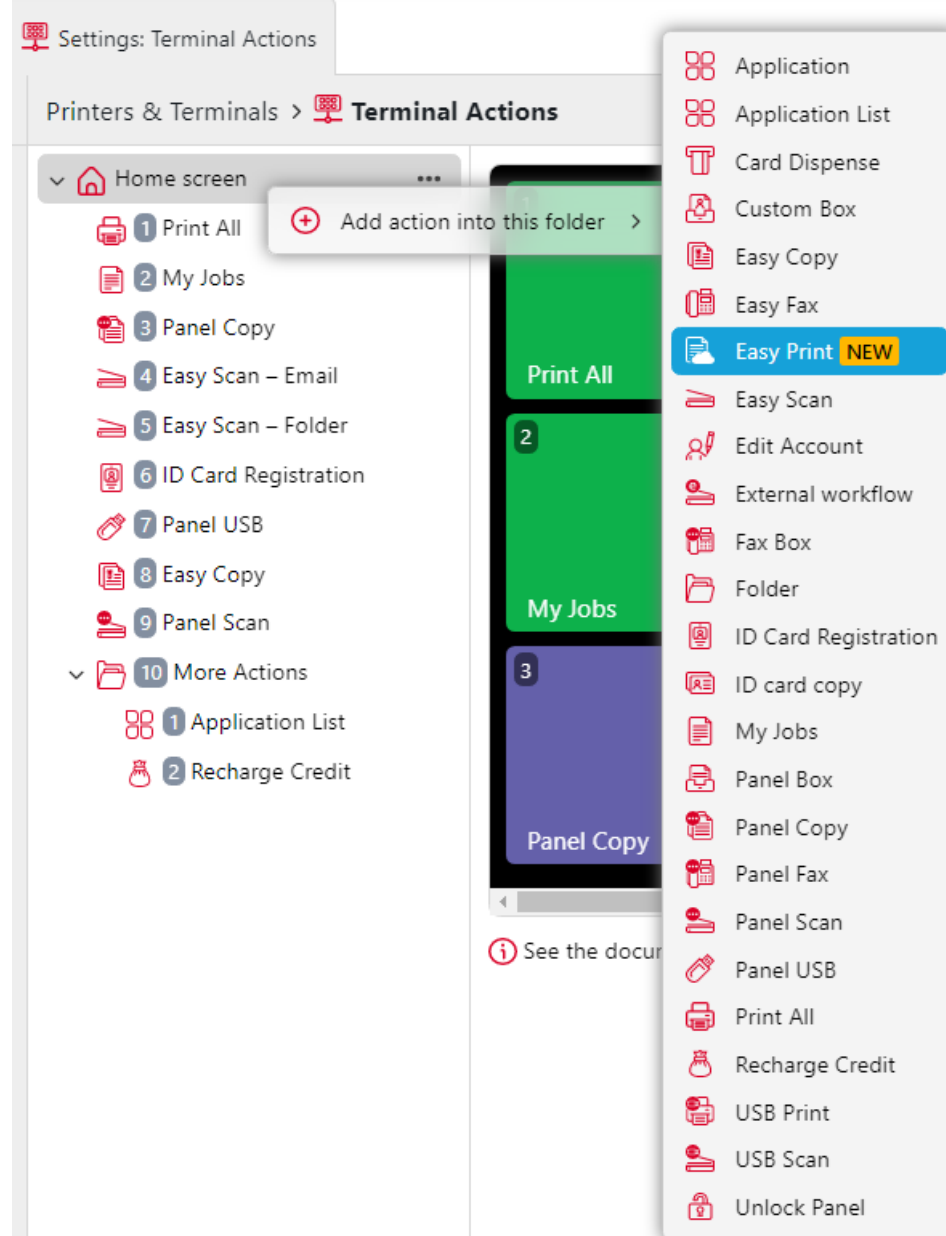 Settings: Terminal Actions
Printers & Terminals > Terminal Actions
Home screen
1 Print All
2 My Jobs
3 Panel Copy
4 Easy Scan – Email
5 Easy Scan – Folder
6 ID Card Registration
7 Panel USB
8 Easy Copy
9 Panel Scan
10 More Actions
1 Application List
2 Recharge Credit
Add action into this folder >
1
Print All
2
My Jobs
3
Panel Copy
See the
Application
Application List
Card Dispense
Custom Box
Easy Copy
Easy Fax
Easy Print NEW
Easy Scan
Edit Account
External workflow
Fax Box
Folder
ID Card Registration
ID card copy
My Jobs
Panel Box
Panel Copy
Panel Fax
Panel Scan
Panel USB
Print All
Recharge Credit
USB Print
USB Scan
Unlock Panel